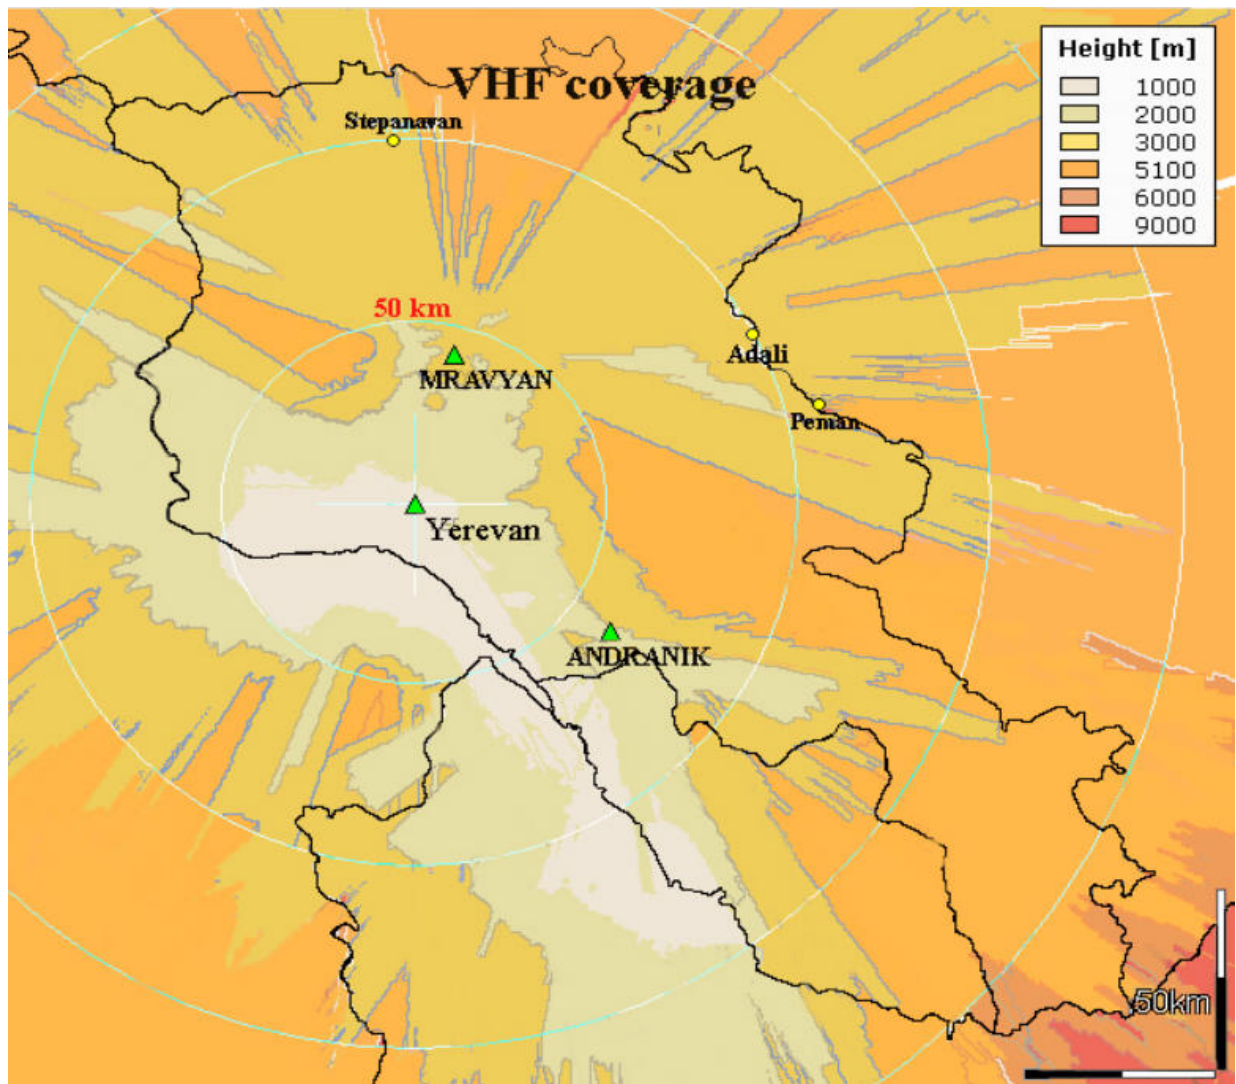 VHF coverage
Height [m]
1000
2000
3000
5100
6000
9000
Stepanavan
50 km
MRAVYAN
Adali
Peman
Yerevan
ANDRANIK
50km